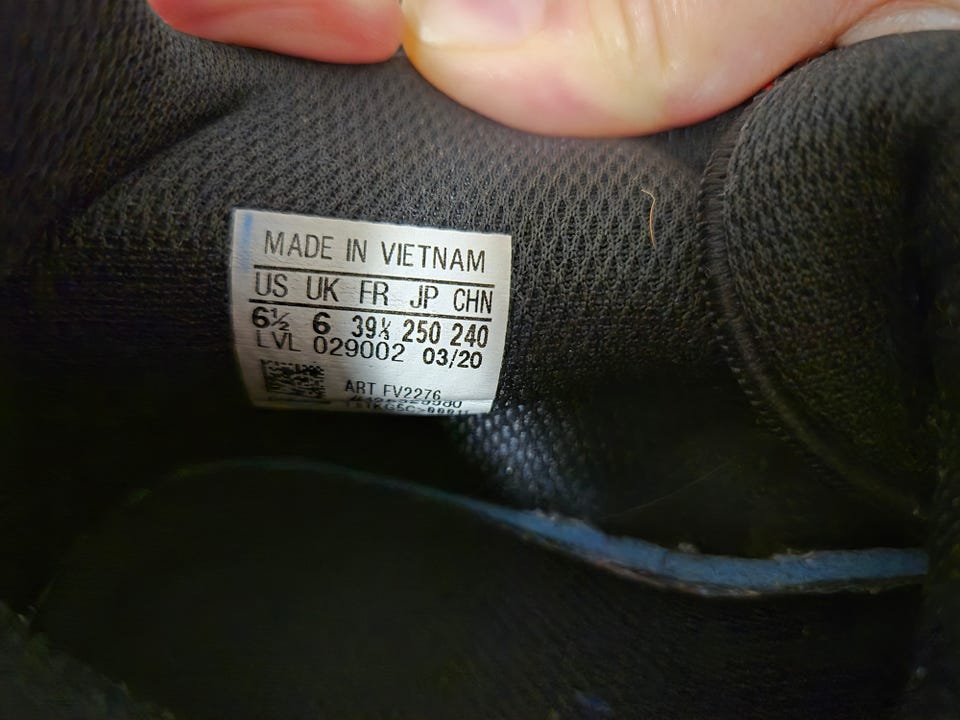 MADE IN VIETNAM
US UK FR JP CHN
6½ 6 39⅓ 250 240
LVL 029002 03/20
ART FV2276